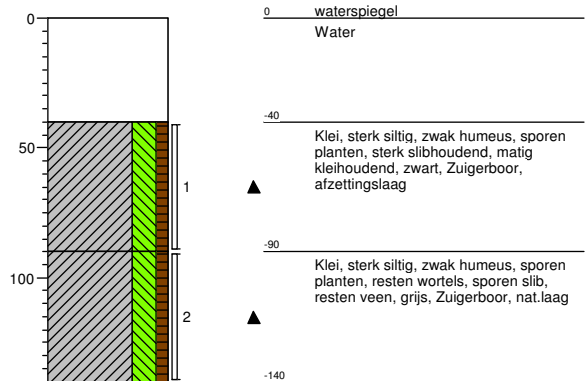 0
50
100
1
2
0 waterspiegel
Water
-40
Klei, sterk siltig, zwak humeus, sporen
planten, sterk slibhoudend, matig
kleihoudend, zwart, Zuigerboor,
afzettingslaag
-90
Klei, sterk siltig, zwak humeus, sporen
planten, resten wortels, sporen slib,
resten veen, grijs, Zuigerboor, nat.laag
-140